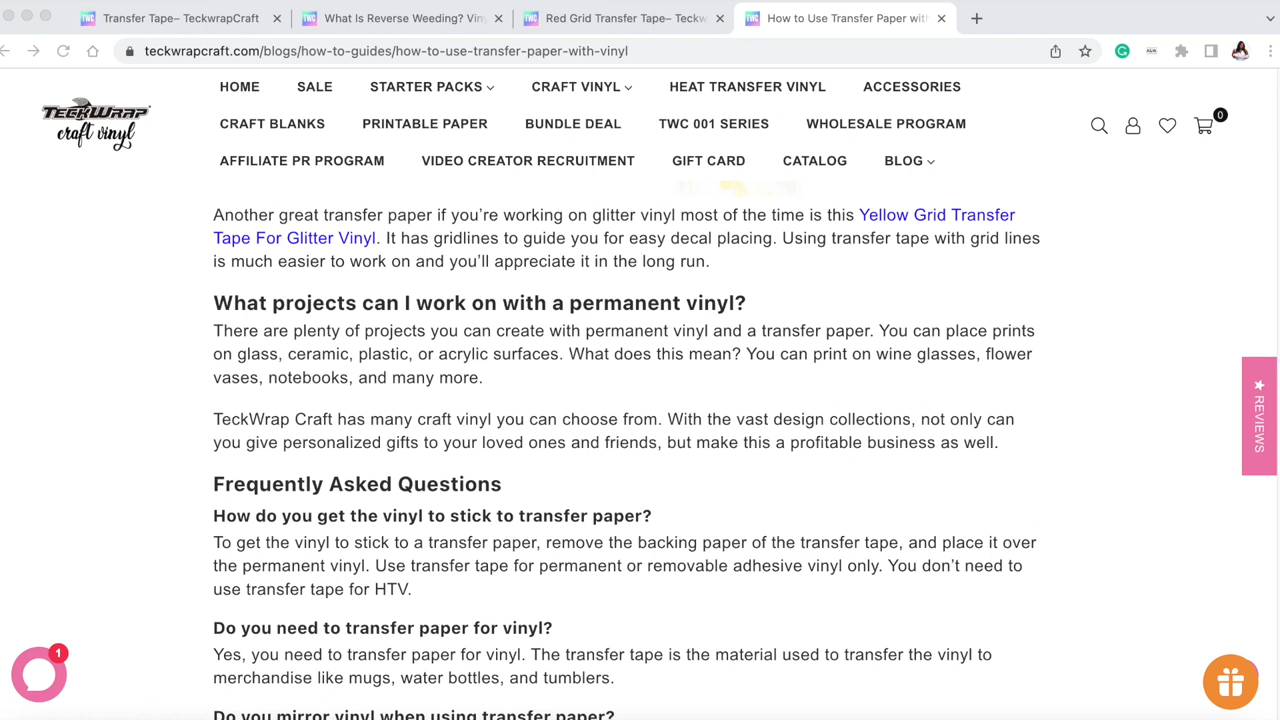 Transfer Tape– TeckwrapCraft
What Is Reverse Weeding? Vin
Red Grid Transfer Tape– Teckw
How to Use Transfer Paper with
teckwrapcraft.com/blogs/how-to-guides/how-to-use-transfer-paper-with-vinyl
TECKWRAP
craft vinyl
HOME SALE STARTER PACKS CRAFT VINYL HEAT TRANSFER VINYL ACCESSORIES
CRAFT BLANKS PRINTABLE PAPER BUNDLE DEAL TWC 001 SERIES WHOLESALE PROGRAM
0
AFFILIATE PR PROGRAM VIDEO CREATOR RECRUITMENT GIFT CARD CATALOG BLOG
Another great transfer paper if you’re working on glitter vinyl most of the time is this Yellow Grid Transfer
Tape For Glitter Vinyl. It has gridlines to guide you for easy decal placing. Using transfer tape with grid lines
is much easier to work on and you’ll appreciate it in the long run.
What projects can I work on with a permanent vinyl?
There are plenty of projects you can create with permanent vinyl and a transfer paper. You can place prints
on glass, ceramic, plastic, or acrylic surfaces. What does this mean? You can print on wine glasses, flower
vases, notebooks, and many more.
★ REVIEWS
TeckWrap Craft has many craft vinyl you can choose from. With the vast design collections, not only can
you give personalized gifts to your loved ones and friends, but make this a profitable business as well.
Frequently Asked Questions
How do you get the vinyl to stick to transfer paper?
To get the vinyl to stick to a transfer paper, remove the backing paper of the transfer tape, and place it over
the permanent vinyl. Use transfer tape for permanent or removable adhesive vinyl only. You don’t need to
use transfer tape for HTV.
Do you need to transfer paper for vinyl?
Yes, you need to transfer paper for vinyl. The transfer tape is the material used to transfer the vinyl to
merchandise like mugs, water bottles, and tumblers.
1
Do you mirror vinyl when using transfer paper?